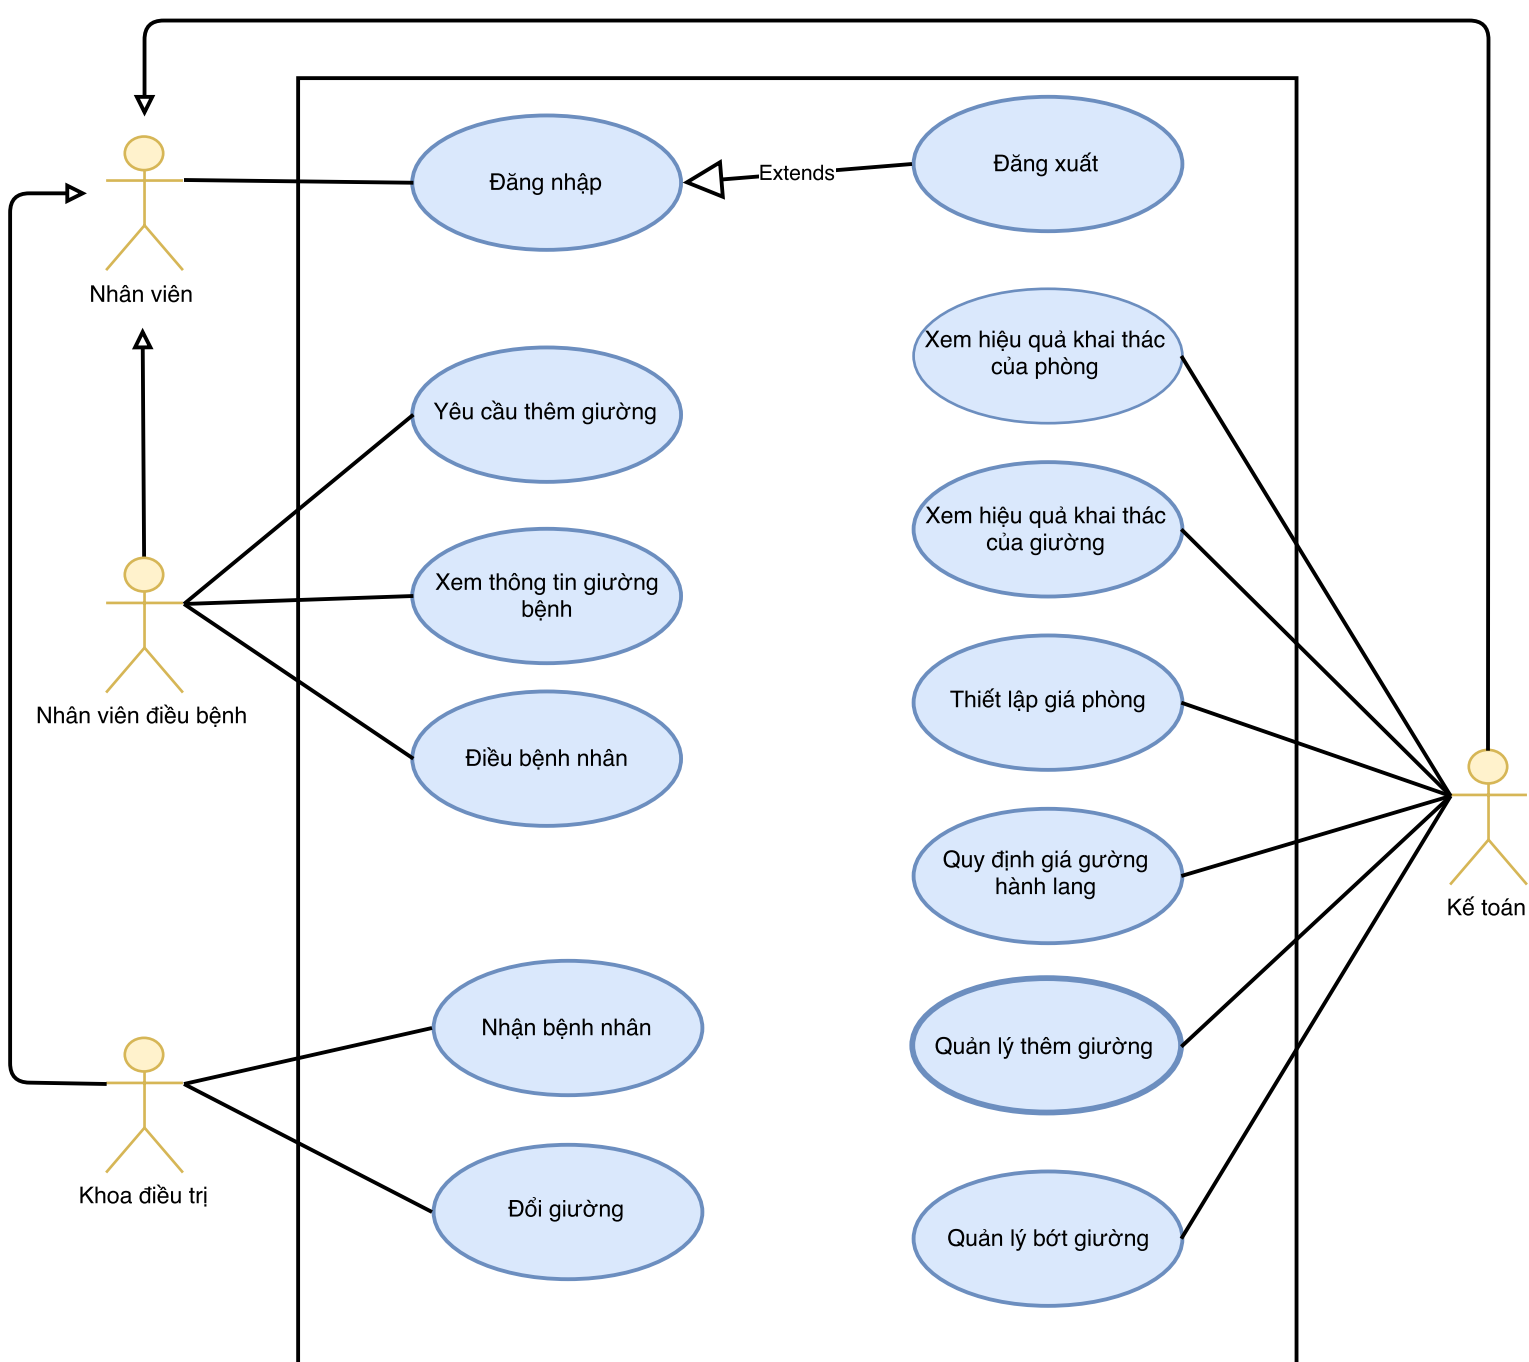 Đăng nhập
Extends
Đăng xuất
Nhân viên
Xem hiệu quả khai thác
của phòng
Yêu cầu thêm giường
Xem hiệu quả khai thác
của giường
Xem thông tin giường
bệnh
Thiết lập giá phòng
Nhân viên điều bệnh
Điều bệnh nhân
Quy định giá gường
hành lang
Kế toán
Nhận bệnh nhân
Quản lý thêm giường
Khoa điều trị
Đổi giường
Quản lý bớt giường